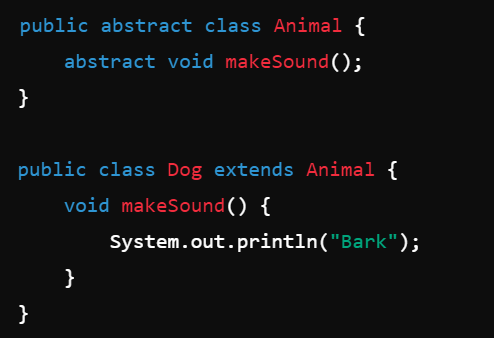 public abstract class Animal {
    abstract void makeSound();
}

public class Dog extends Animal {
    void makeSound() {
        System.out.println("Bark");
    }
}